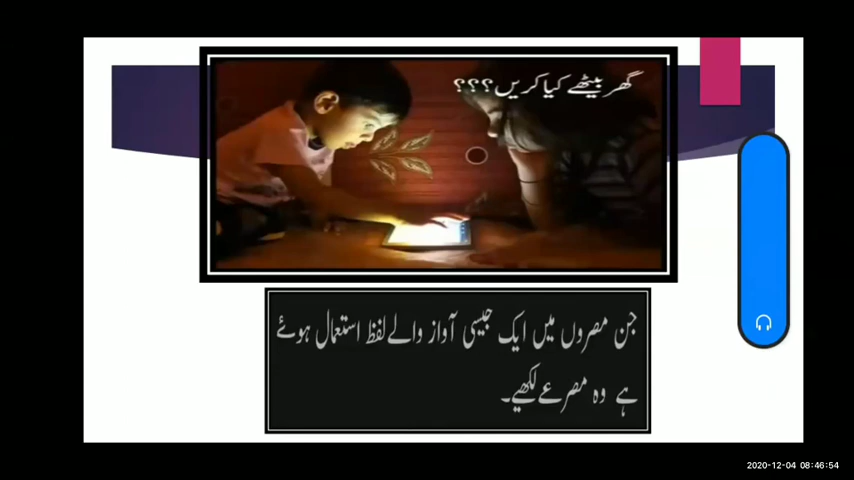 گھر بیٹھے کیا کریں؟؟؟
جن مصروں میں ایک جیسی آواز والے لفظ استعمال ہوئے
ہے وہ مصرعے لکھیے۔
2020-12-04 08:46:54